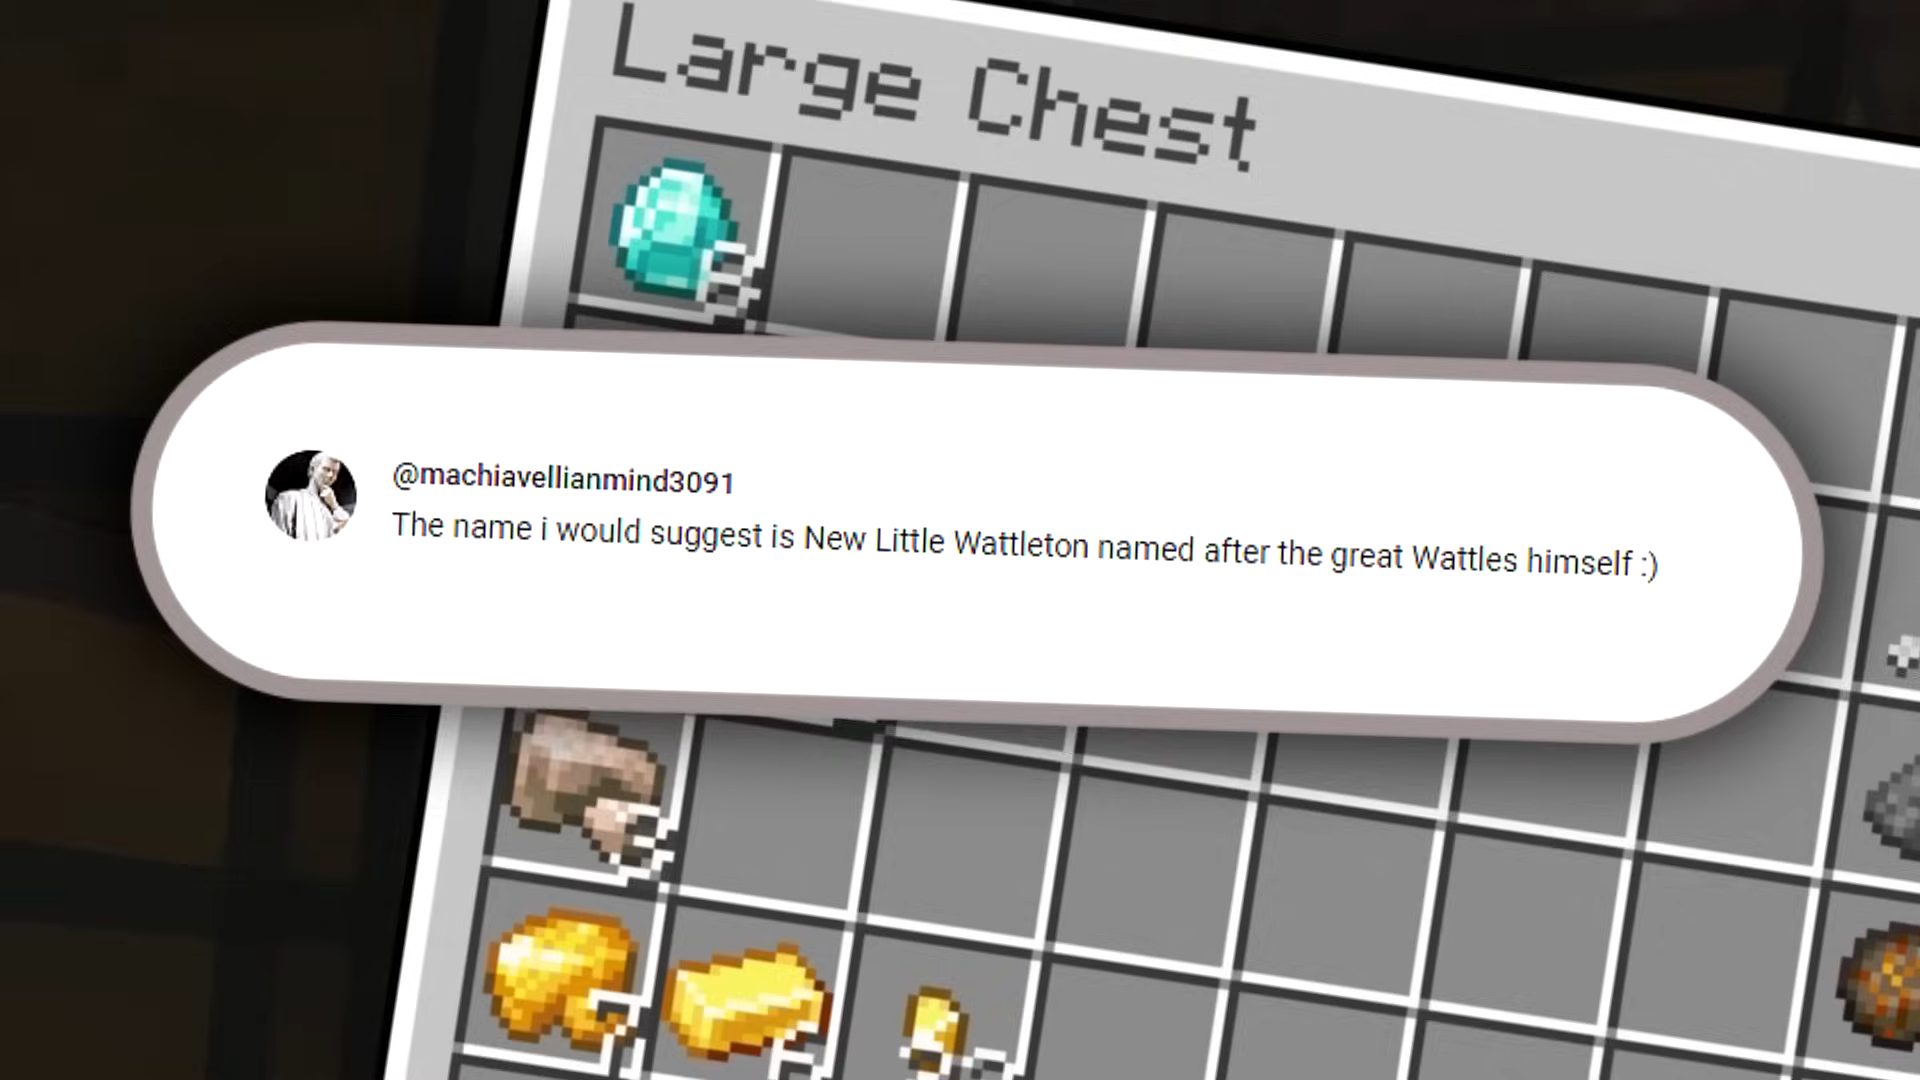 Large Chest
@machiavellianmind3091
The name i would suggest is New Little Wattleton named after the great Wattles himself :)